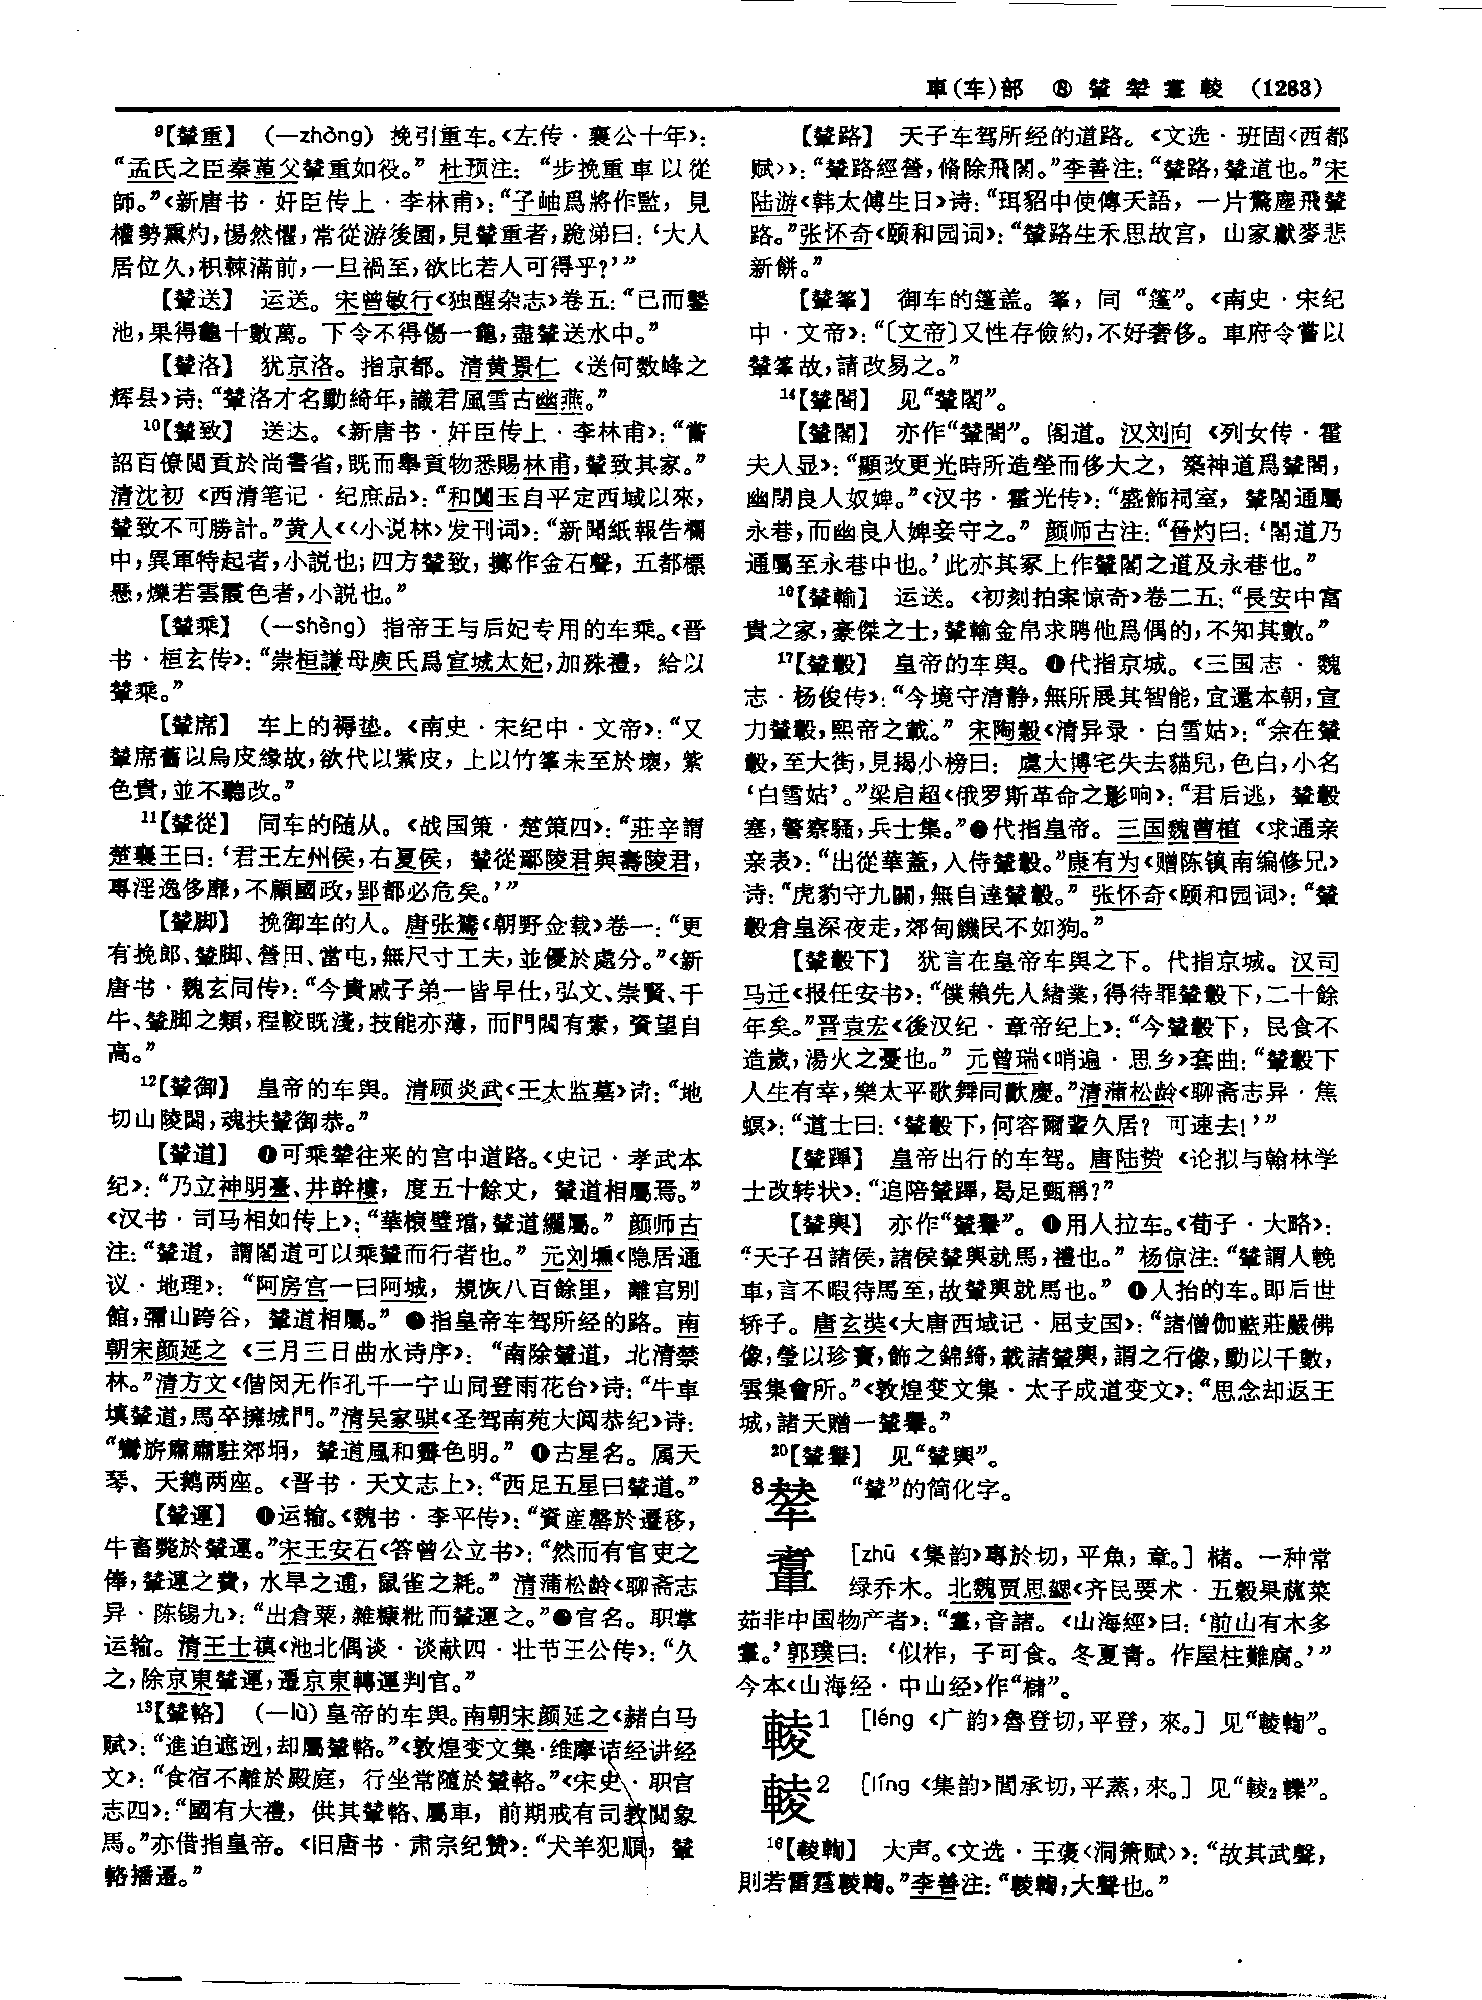 車(车)部 ⑧ 輦 辇 䡤 輘 (1283)
⁹【輦重】 (—zhòng) 挽引重车。《左传·襄公十年》：
“孟氏之臣秦堇父輦重如役。” 杜预注：“步挽重車以從
師。”《新唐书·奸臣传上·李林甫》：“子岫爲將作監，見
權勢熏灼，惕然懼，常從游後園，見輦重者，跪涕曰：‘大人
居位久，枳棘滿前，一旦禍至，欲比若人可得乎？’”
【輦送】 运送。宋曾敏行《独醒杂志》卷五：“已而鑿
池，果得龜十數萬。下令不得傷一龜，盡輦送水中。”
【輦洛】 犹京洛。指京都。清黄景仁《送何数峰之
辉县》诗：“輦洛才名動綺年，識君風雪古幽燕。”
¹⁰【輦致】 送达。《新唐书·奸臣传上·李林甫》：“嘗
詔百僚閲貢於尚書省，既而舉貢物悉賜林甫，輦致其家。”
清沈初《西清笔记·纪庶品》：“和闐玉自平定西域以來，
輦致不可勝計。”黄人《〈小说林〉发刊词》：“新聞紙報告欄
中，異軍特起者，小説也；四方輦致，擲作金石聲，五都標
懸，爍若雲霞色者，小説也。”
【輦乘】 (—shèng) 指帝王与后妃专用的车乘。《晋
书·桓玄传》：“崇桓謙母庾氏爲宣城太妃，加殊禮，給以
輦乘。”
【輦席】 车上的褥垫。《南史·宋纪中·文帝》：“又
輦席舊以烏皮緣故，欲代以紫皮，上以竹筌未至於壞，紫
色貴，並不聽改。”
¹¹【輦從】 同车的随从。《战国策·楚策四》：“莊辛謂
楚襄王曰：‘君王左州侯，右夏侯，輦從鄢陵君與壽陵君，
專淫逸侈靡，不顧國政，郢都必危矣。’”
【輦脚】 挽御车的人。唐张鷟《朝野佥载》卷一：“更
有挽郎、輦脚、營田、當屯，無尺寸工夫，並優於處分。”《新
唐书·魏玄同传》：“今貴戚子弟一皆早仕，弘文、崇賢、千
牛、輦脚之類，程較既淺，技能亦薄，而門閥有素，資望自
高。”
¹²【輦御】 皇帝的车舆。清顾炎武《王太监墓》诗：“地
切山陵閟，魂扶輦御恭。”
【輦道】 ❶可乘輦往来的宫中道路。《史记·孝武本
纪》：“乃立神明臺、井幹樓，度五十餘丈，輦道相屬焉。”
《汉书·司马相如传上》：“華榱璧璫，輦道纚屬。” 颜师古
注：“輦道，謂閣道可以乘輦而行者也。” 元刘壎《隐居通
议·地理》：“阿房宫一曰阿城，規恢八百餘里，離宮别
館，彌山跨谷，輦道相屬。” ❷指皇帝车驾所经的路。南
朝宋颜延之《三月三日曲水诗序》：“南除輦道，北清禁
林。”清方文《偕闵无作孔千一宁山同登雨花台》诗：“牛車
填輦道，馬卒擁城門。”清吴家骐《圣驾南苑大阅恭纪》诗：
“鸞旂肅肅駐郊坰，輦道風和霽色明。” ❸古星名。属天
琴、天鹅两座。《晋书·天文志上》：“西足五星曰輦道。”
【輦運】 ❶运输。《魏书·李平传》：“資産罄於遷移，
牛畜斃於輦運。”宋王安石《答曾公立书》：“然而有官吏之
俸，輦運之費，水旱之逋，鼠雀之耗。” 清蒲松龄《聊斋志
异·陈锡九》：“出倉粟，雜糠粃而輦運之。”❷官名。职掌
运输。清王士禛《池北偶谈·谈献四·壮节王公传》：“久
之，除京東輦運，遷京東轉運判官。”
¹³【輦輅】 (—lù) 皇帝的车舆。南朝宋颜延之《赭白马
赋》：“進迫遮迾，却屬輦輅。”《敦煌变文集·维摩诘经讲经
文》：“食宿不離於殿庭，行坐常隨於輦輅。”《宋史·职官
志四》：“國有大禮，供其輦輅、屬車，前期戒有司教閲象
馬。”亦借指皇帝。《旧唐书·肃宗纪赞》：“犬羊犯順，輦
輅播遷。”
【輦路】 天子车驾所经的道路。《文选·班固〈西都
赋〉》：“輦路經營，脩除飛閣。”李善注：“輦路，輦道也。”宋
陆游《韩太傅生日》诗：“珥貂中使傳天語，一片驚塵飛輦
路。”张怀奇《颐和园词》：“輦路生禾思故宫，山家獻麥悲
新餅。”
【輦篷】 御车的篷盖。篷，同“篷”。《南史·宋纪
中·文帝》：“〔文帝〕又性存儉約，不好奢侈。車府令嘗以
輦篷故，請改易之。”
¹⁴【輦閤】 见“輦閣”。
【輦閣】 亦作“輦閤”。阁道。汉刘向《列女传·霍
夫人显》：“顯改更光時所造塋而侈大之，築神道爲輦閣，
幽閉良人奴婢。”《汉书·霍光传》：“盛飾祠室，輦閣通屬
永巷，而幽良人婢妾守之。” 颜师古注：“晉灼曰：‘閣道乃
通屬至永巷中也。’此亦其冢上作輦閣之道及永巷也。”
¹⁶【輦輸】 运送。《初刻拍案惊奇》卷二五：“長安中富
貴之家，豪傑之士，輦輸金帛求聘他爲偶的，不知其數。”
¹⁷【輦轂】 皇帝的车舆。❶代指京城。《三国志·魏
志·杨俊传》：“今境守清静，無所展其智能，宜還本朝，宣
力輦轂，熙帝之載。” 宋陶穀《清异录·白雪姑》：“余在輦
轂，至大街，見揭小榜曰：虞大博宅失去貓兒，色白，小名
‘白雪姑’。”梁启超《俄罗斯革命之影响》：“君后逃，輦轂
塞，警察騷，兵士集。”❷代指皇帝。三国魏曹植《求通亲
亲表》：“出從華蓋，入侍輦轂。”康有为《赠陈镇南编修兄》
诗：“虎豹守九關，無自達輦轂。” 张怀奇《颐和园词》：“輦
轂倉皇深夜走，郊甸饑民不如狗。”
【輦轂下】 犹言在皇帝车舆之下。代指京城。汉司
马迁《报任安书》：“僕賴先人緒業，得待罪輦轂下，二十餘
年矣。”晋袁宏《後汉纪·章帝纪上》：“今輦轂下，民食不
造歲，湯火之憂也。” 元曾瑞《哨遍·思乡》套曲：“輦轂下
人生有幸，樂太平歌舞同歡慶。”清蒲松龄《聊斋志异·焦
螟》：“道士曰：‘輦轂下，何容爾輩久居？可速去！’”
【輦蹕】 皇帝出行的车驾。唐陆贽《论拟与翰林学
士改转状》：“追陪輦蹕，曷足甄稱？”
【輦輿】 亦作“輦轝”。❶用人拉车。《荀子·大略》：
“天子召諸侯，諸侯輦輿就馬，禮也。” 杨倞注：“輦謂人輓
車，言不暇待馬至，故輦輿就馬也。” ❷人抬的车。即后世
轿子。唐玄奘《大唐西域记·屈支国》：“諸僧伽藍莊嚴佛
像，瑩以珍寶，飾之錦綺，載諸輦輿，謂之行像，動以千數，
雲集會所。”《敦煌变文集·太子成道变文》：“思念却返王
城，諸天贈一輦轝。”
²⁰【輦轝】 见“輦輿”。
⁸辇 “輦”的简化字。
䡤 [zhū《集韵》專於切，平魚，章。] 槠。一种常
绿乔木。北魏贾思勰《齐民要术·五穀果蓏菜
茹非中国物产者》：“䡤，音諸。《山海經》曰：‘前山有木多
䡤。’郭璞曰：‘似柞，子可食。冬夏青。作屋柱難腐。’”
今本《山海经·中山经》作“櫧”。
輘1 [léng《广韵》魯登切，平登，來。] 见“輘輷”。
輘2 [líng《集韵》閭承切，平蒸，來。] 见“輘₂轢”。
¹⁶【輘輷】 大声。《文选·王褒〈洞箫赋〉》：“故其武聲，
則若雷霆輘輷。”李善注：“輘輷，大聲也。”